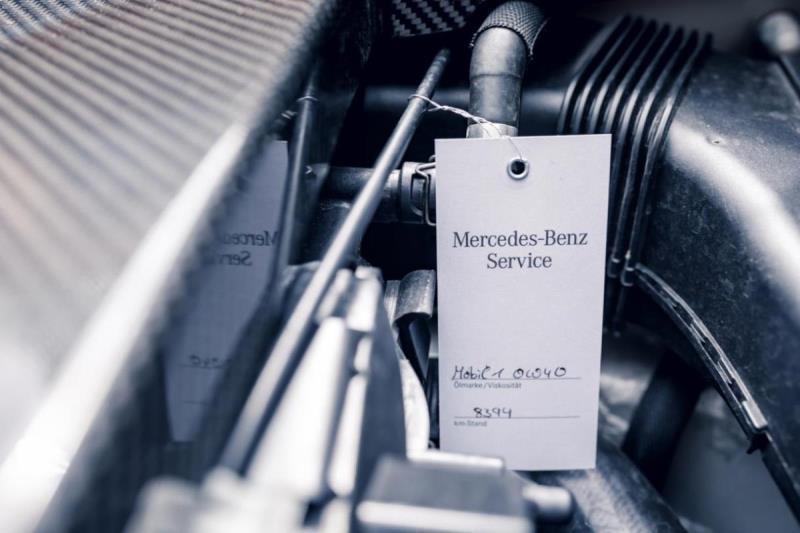 Mercedes-Benz
Service
Mobil 1 0W40
Ölmarke/Viskosität
8394
km-Stand